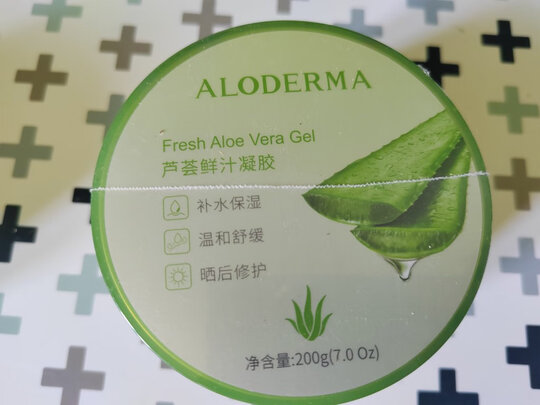 ALODERMA
Fresh Aloe Vera Gel
芦荟鲜汁凝胶
补水保湿
温和舒缓
晒后修护
净含量:200g(7.0 Oz)